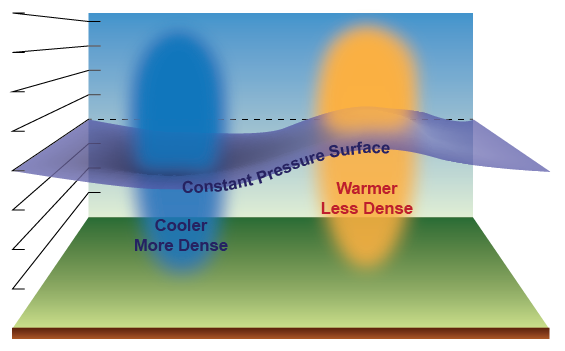 Constant Pressure Surface
Warmer
Less Dense
Cooler
More Dense